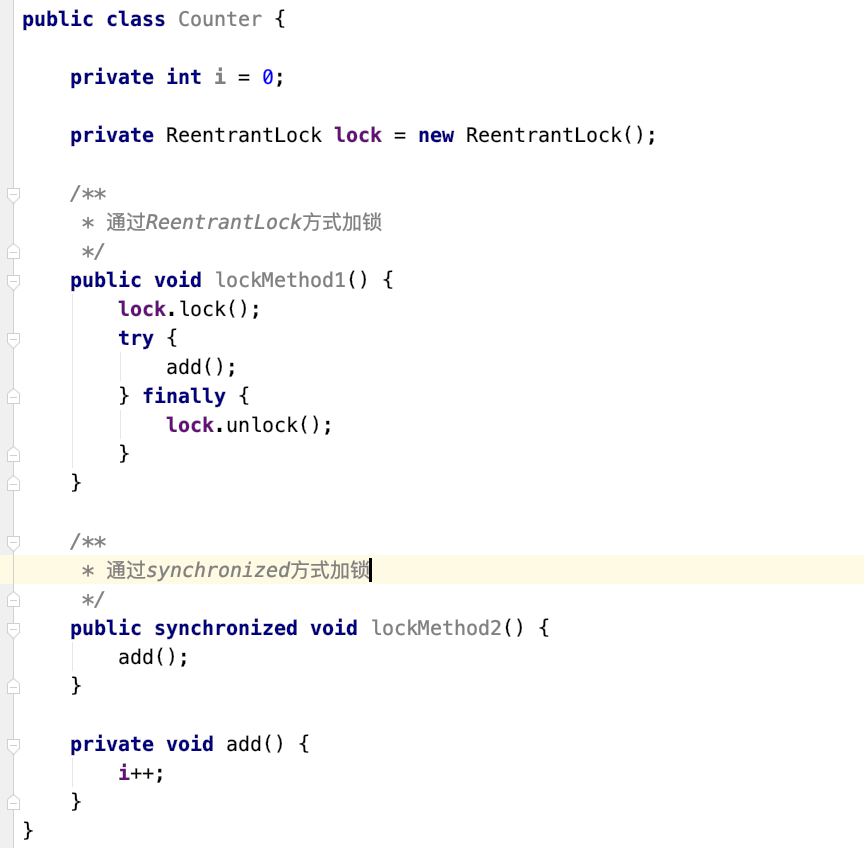 public class Counter {
    private int i = 0;
    private ReentrantLock lock = new ReentrantLock();
    /**
     * 通过ReentrantLock方式加锁
     */
    public void lockMethod1() {
        lock.lock();
        try {
            add();
        } finally {
            lock.unlock();
        }
    }
    /**
     * 通过synchronized方式加锁
     */
    public synchronized void lockMethod2() {
        add();
    }
    private void add() {
        i++;
    }
}